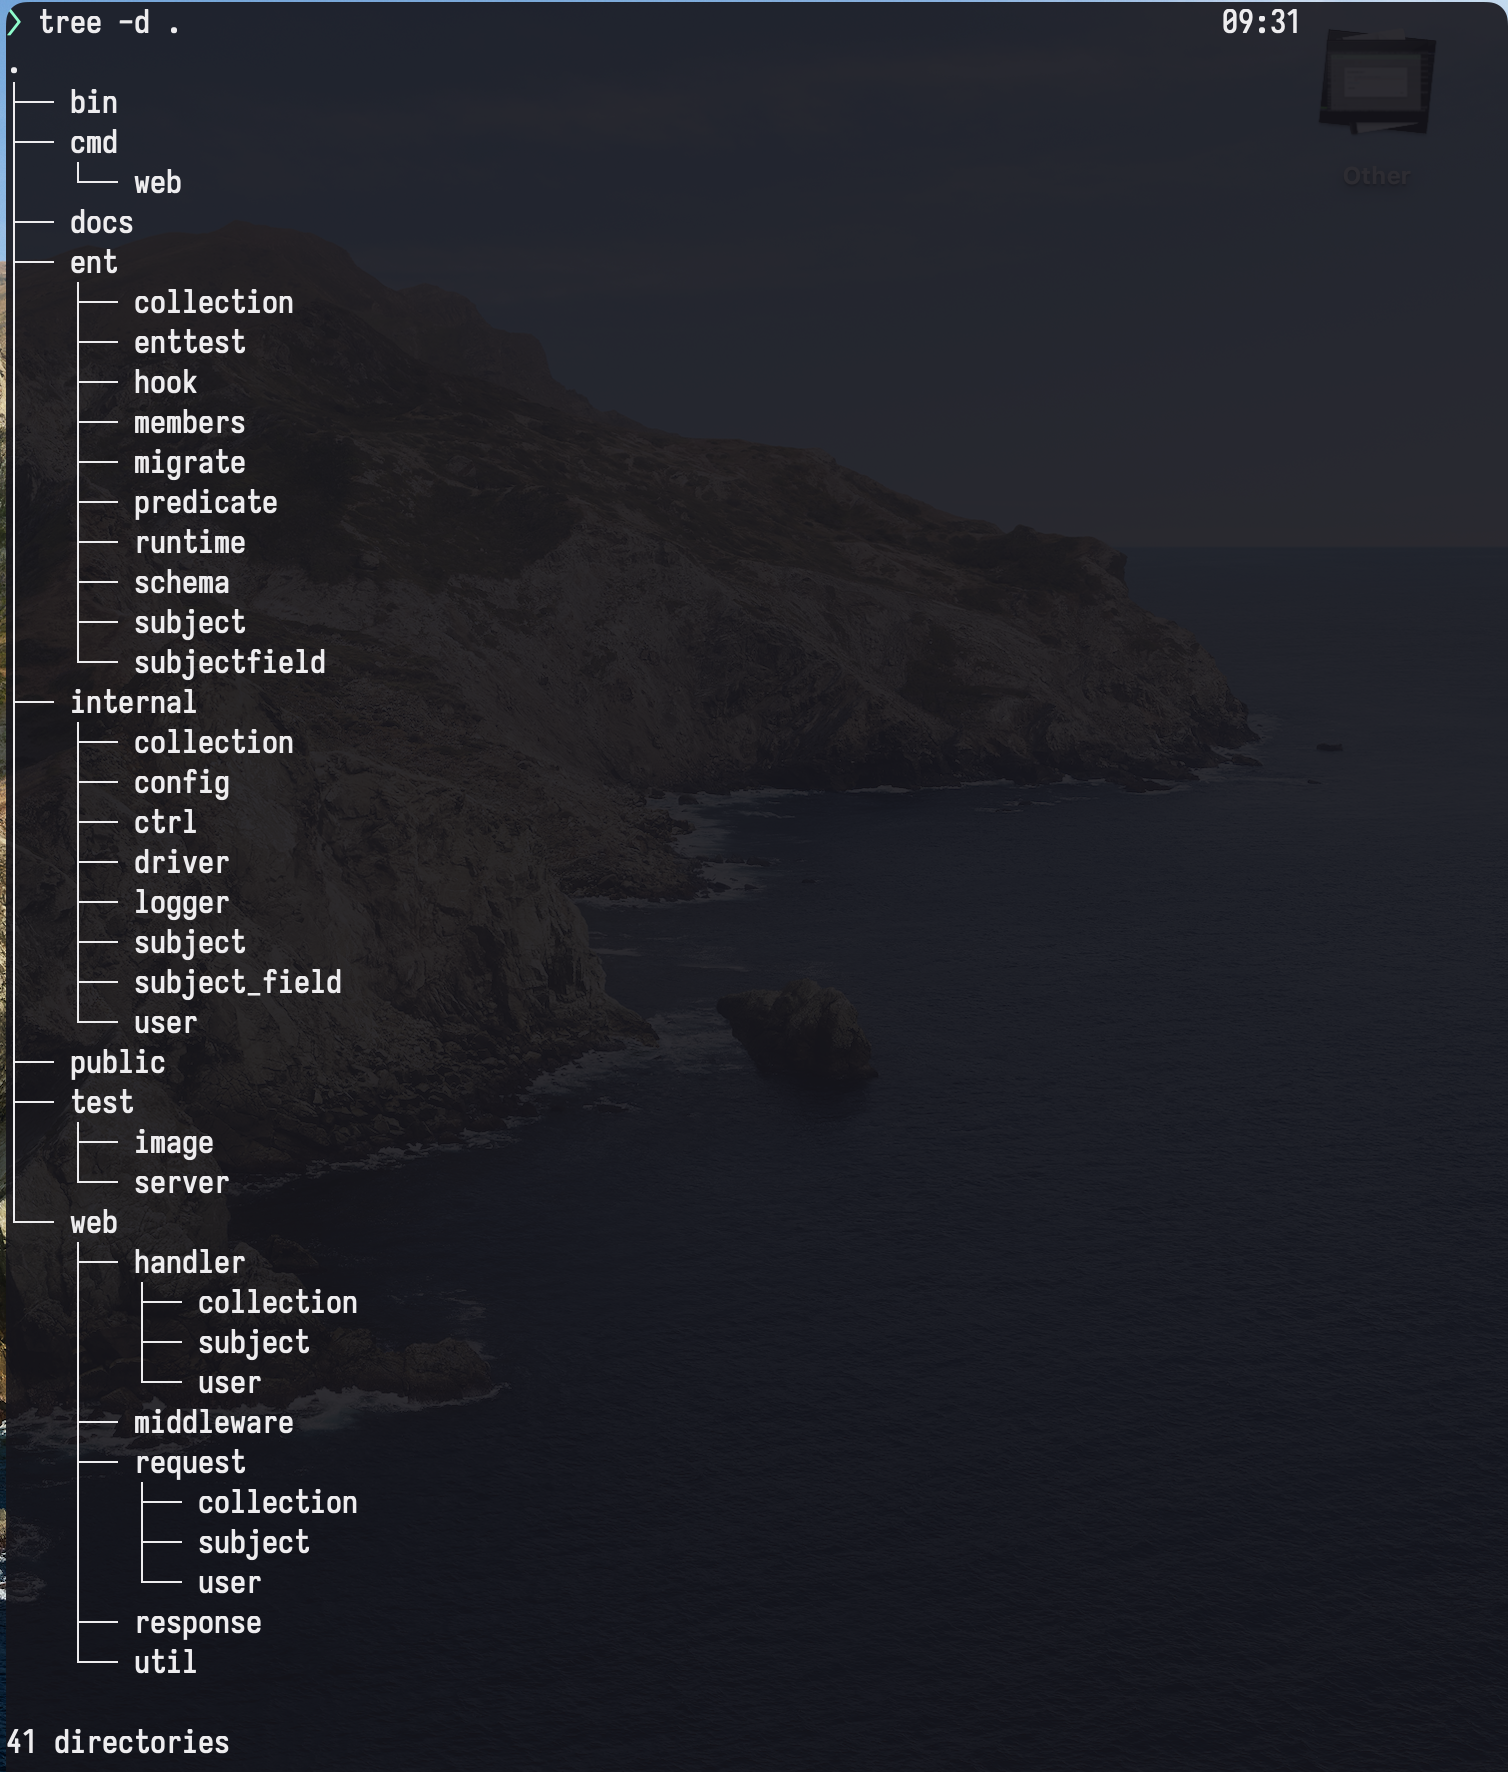 ❯ tree -d .                                                                 09:31
.
├── bin
├── cmd
│   └── web
├── docs
├── ent
│   ├── collection
│   ├── enttest
│   ├── hook
│   ├── members
│   ├── migrate
│   ├── predicate
│   ├── runtime
│   ├── schema
│   ├── subject
│   └── subjectfield
├── internal
│   ├── collection
│   ├── config
│   ├── ctrl
│   ├── driver
│   ├── logger
│   ├── subject
│   ├── subject_field
│   └── user
├── public
├── test
│   ├── image
│   └── server
└── web
    ├── handler
    │   ├── collection
    │   ├── subject
    │   └── user
    ├── middleware
    ├── request
    │   ├── collection
    │   ├── subject
    │   └── user
    ├── response
    └── util
41 directories
Other